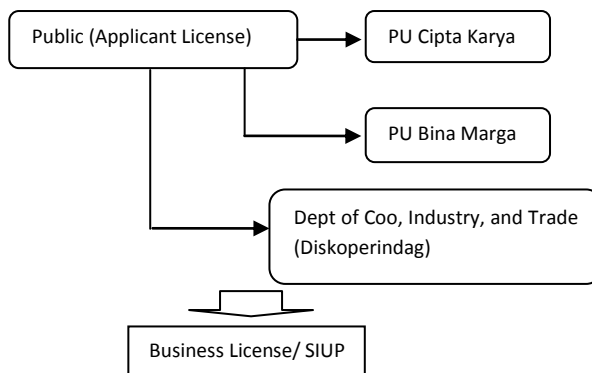 Public (Applicant License)
PU Cipta Karya
PU Bina Marga
Dept of Coo, Industry, and Trade
(Diskoperindag)
Business License/ SIUP